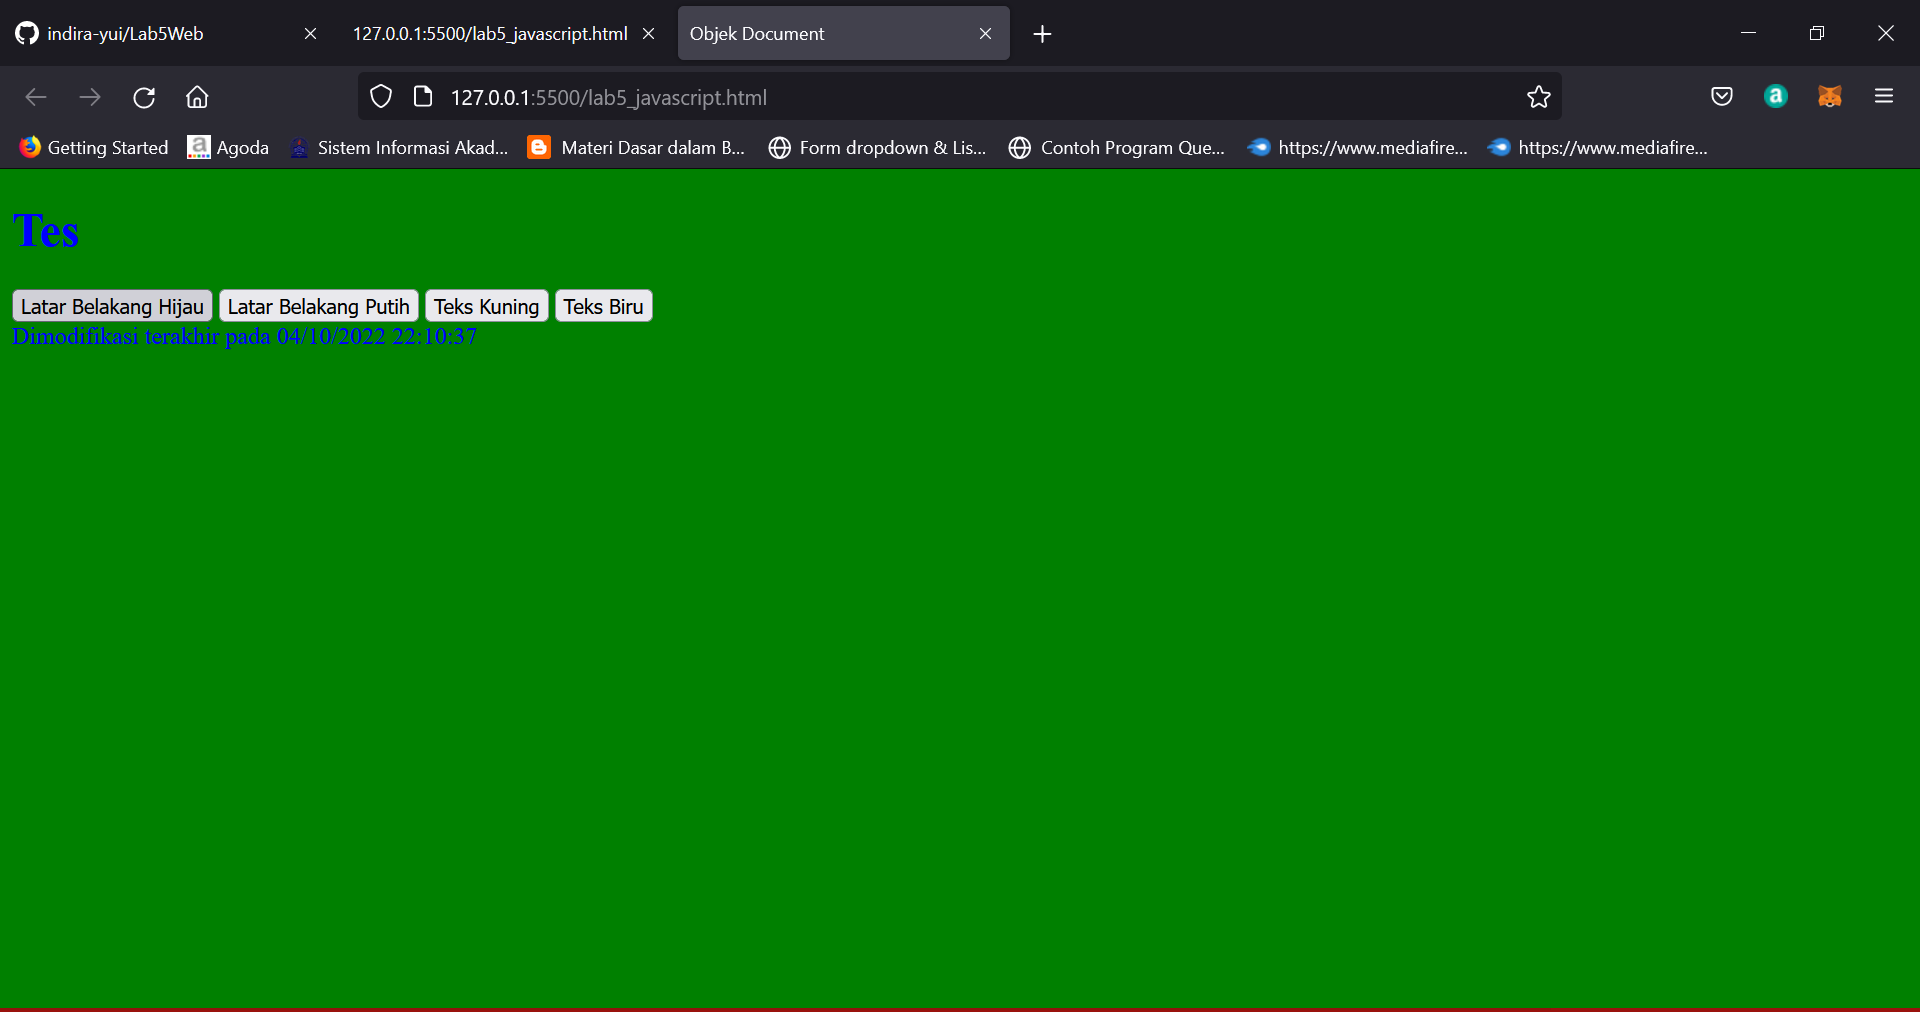 indira-yui/Lab5Web
127.0.0.1:5500/lab5_javascript.html
Objek Document
127.0.0.1:5500/lab5_javascript.html
Getting Started
Agoda
Sistem Informasi Akad...
Materi Dasar dalam B...
Form dropdown & Lis...
Contoh Program Que...
https://www.mediafire...
https://www.mediafire...
Tes
Latar Belakang Hijau
Latar Belakang Putih
Teks Kuning
Teks Biru
Dimodifikasi terakhir pada 04/10/2022 22:10:37